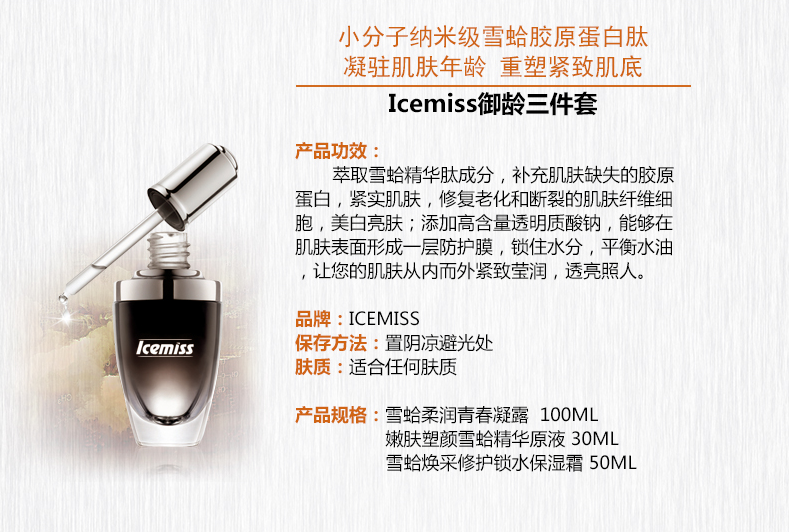 小分子纳米级雪蛤胶原蛋白肽
凝驻肌肤年龄 重塑紧致肌底
Icemiss御龄三件套
产品功效：
萃取雪蛤精华肽成分，补充肌肤缺失的胶原
蛋白，紧实肌肤，修复老化和断裂的肌肤纤维细
胞，美白亮肤；添加高含量透明质酸钠，能够在
肌肤表面形成一层防护膜，锁住水分，平衡水油
，让您的肌肤从内而外紧致莹润，透亮照人。
Icemiss
品牌：ICEMISS
保存方法：置阴凉避光处
肤质：适合任何肤质
产品规格：雪蛤柔润青春凝露 100ML
嫩肤塑颜雪蛤精华原液 30ML
雪蛤焕采修护锁水保湿霜 50ML